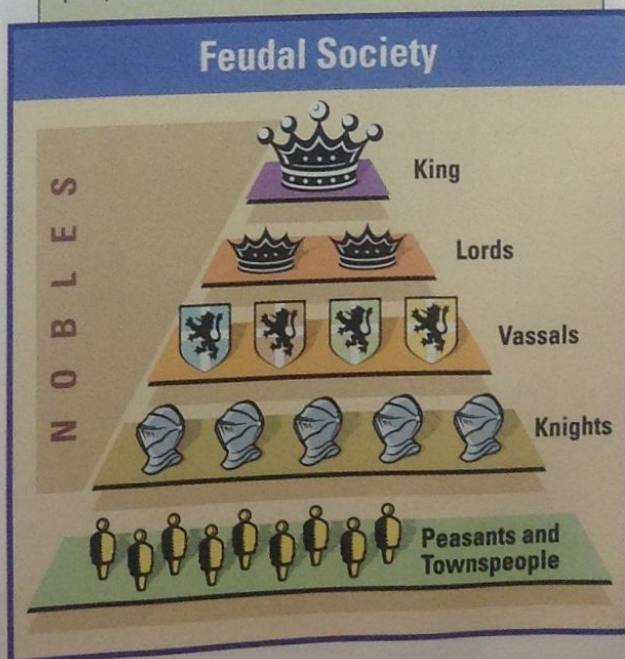 Feudal Society
NOBLES
King
Lords
Vassals
Knights
Peasants and
Townspeople